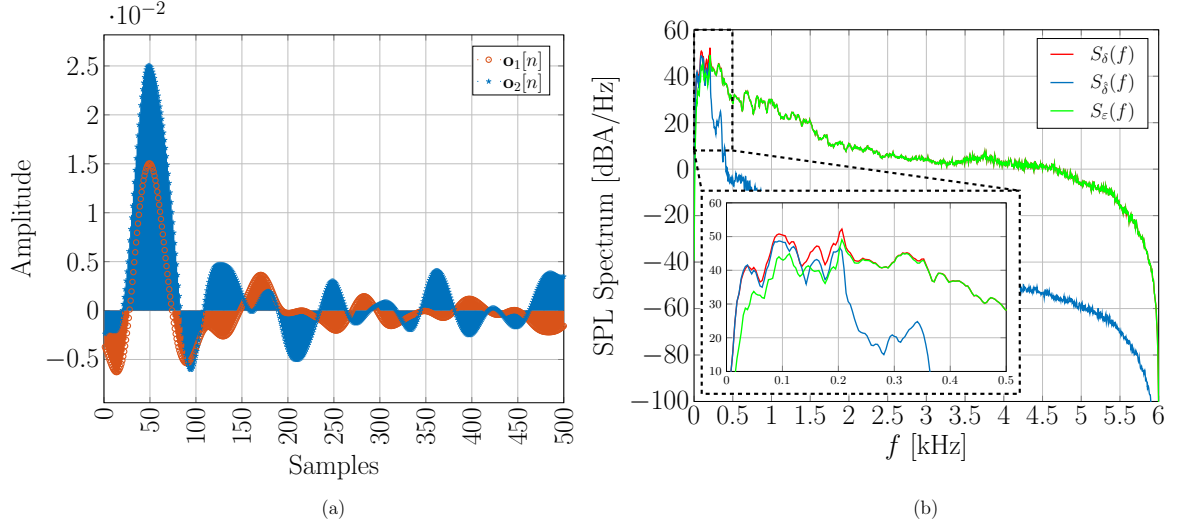 ·10⁻²
2.5
2
1.5
1
0.5
0
−0.5
0 50 100 150 200 250 300 350 400 450 500
Amplitude
Samples
o₁[n]
o₂[n]
(a)
60
40
20
0
−20
−40
−60
−80
−100
0 0.5 1 1.5 2 2.5 3 3.5 4 4.5 5 5.5 6
SPL Spectrum [dBA/Hz]
f [kHz]
S_δ(f)
S_δ̂(f)
S_ε(f)
60
50
40
30
20
10
0 0.1 0.2 0.3 0.4 0.5
(b)